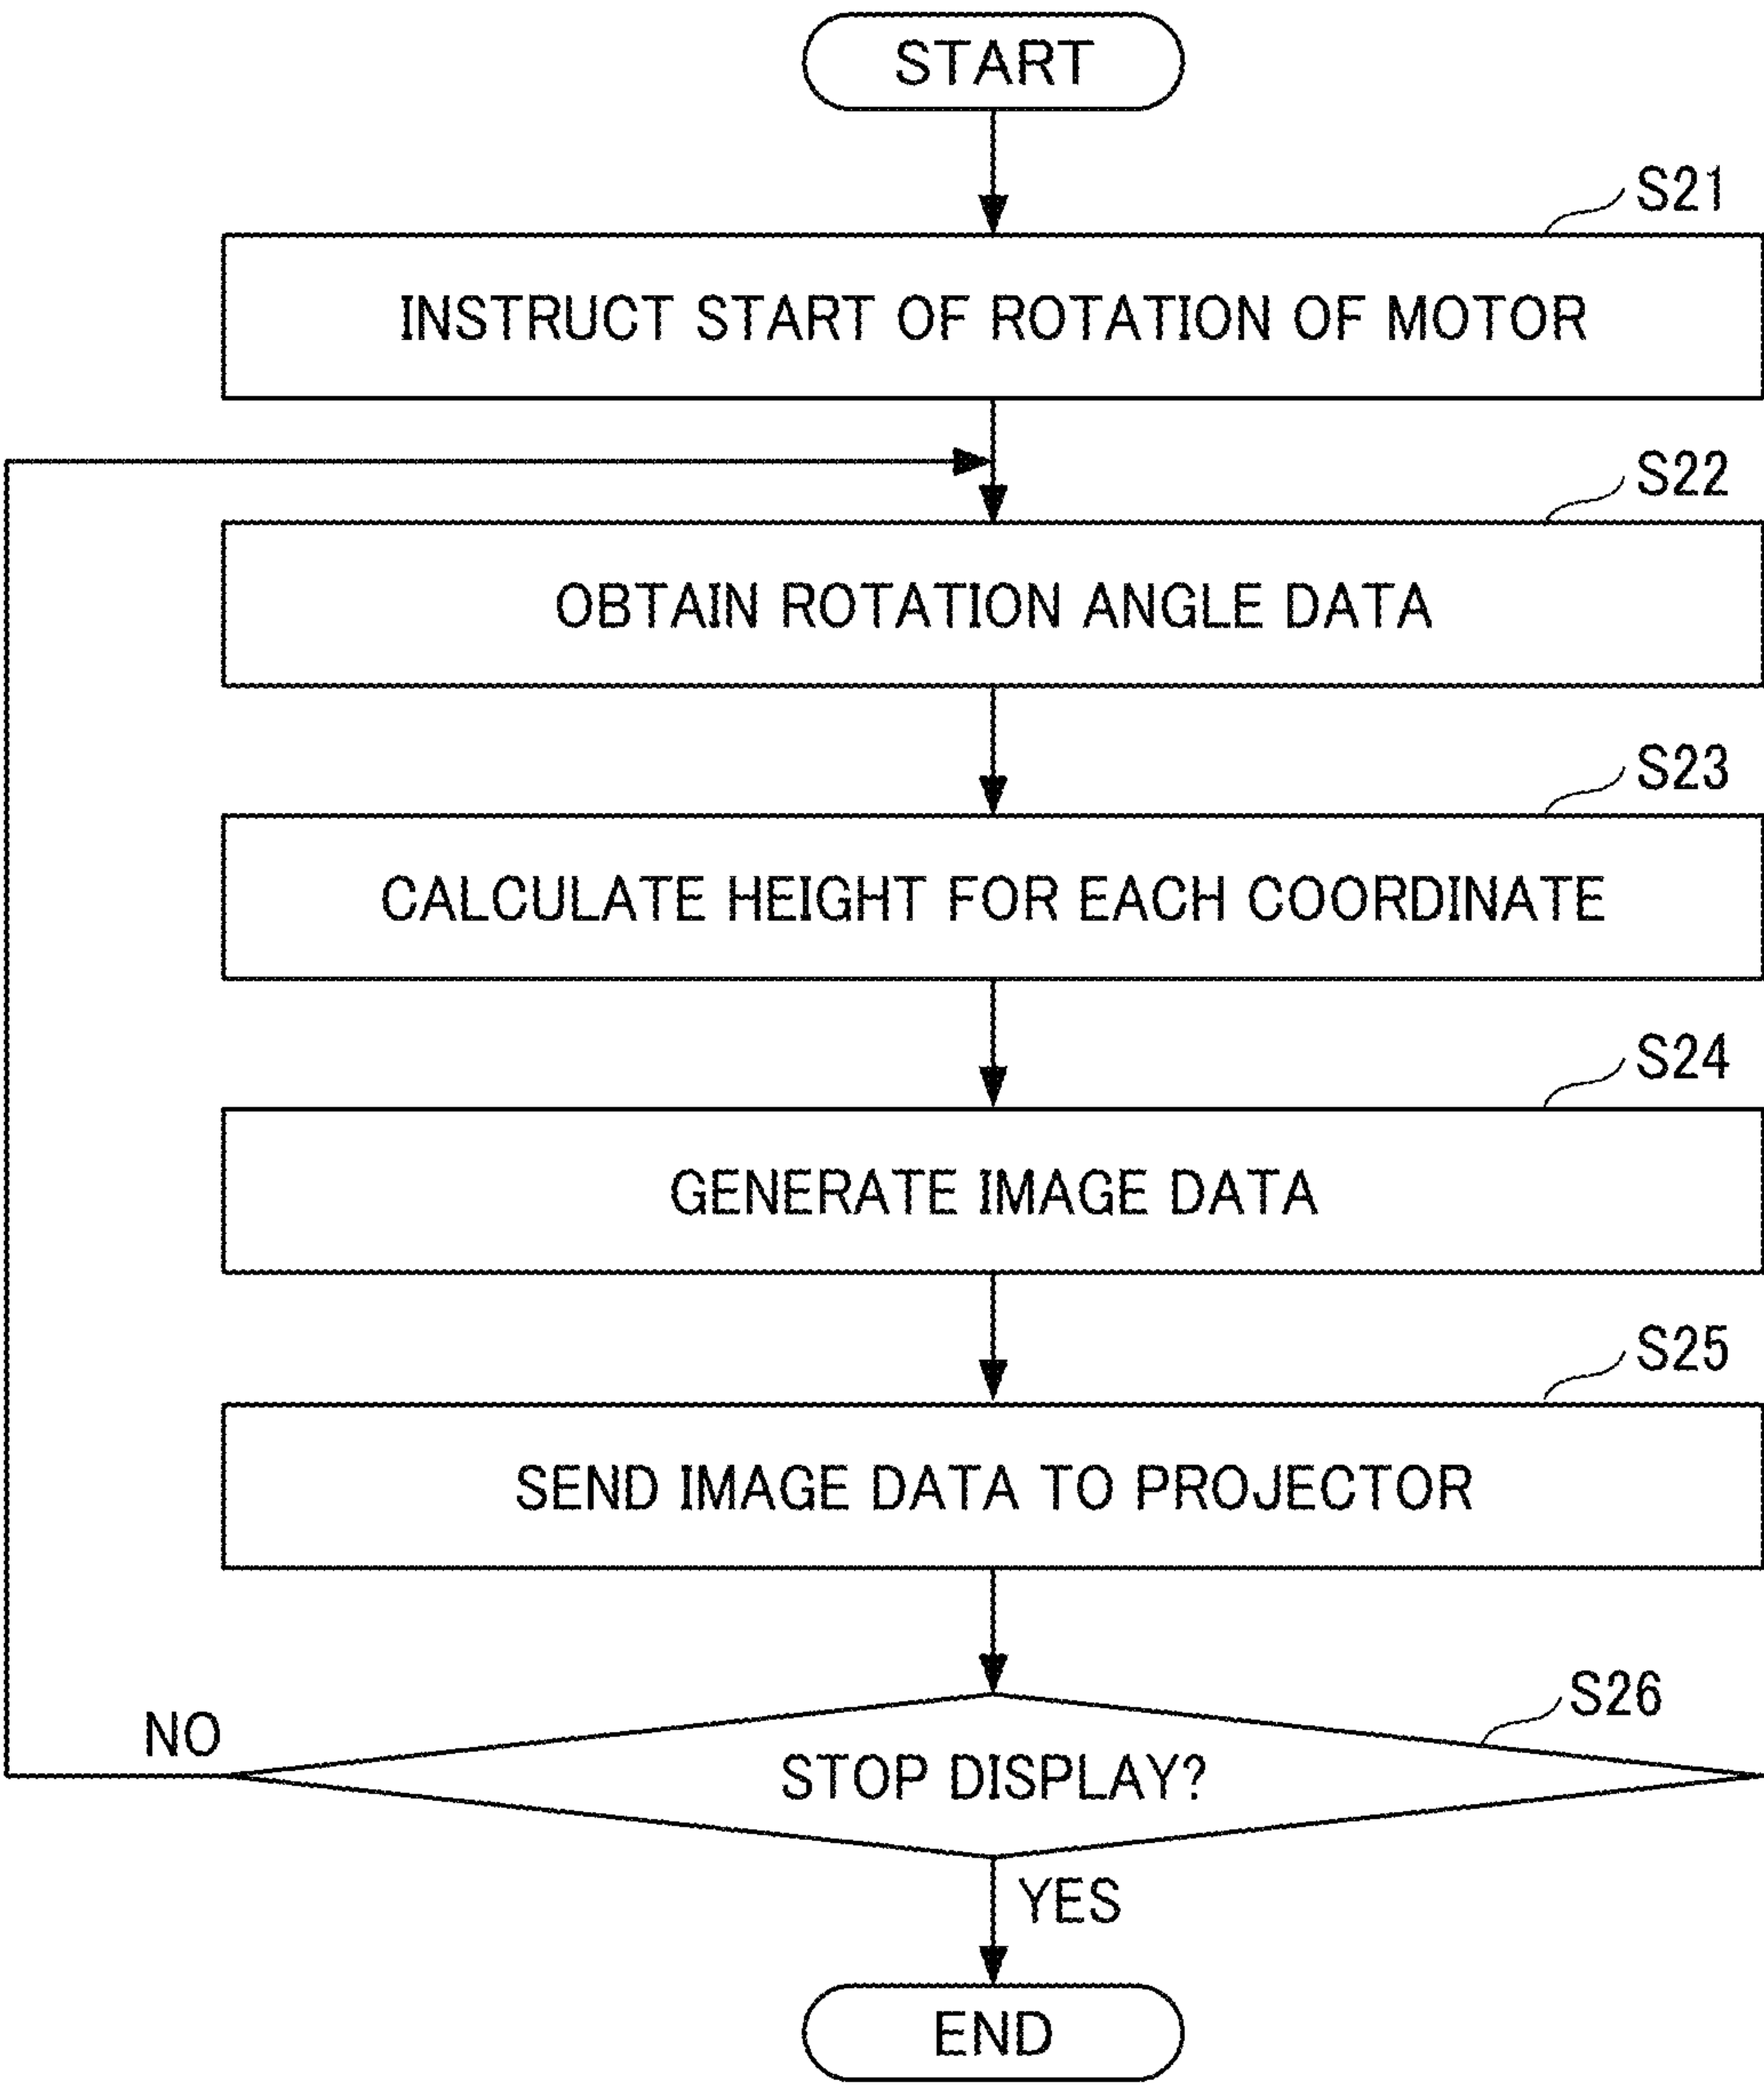 START
S21
INSTRUCT START OF ROTATION OF MOTOR
S22
OBTAIN ROTATION ANGLE DATA
S23
CALCULATE HEIGHT FOR EACH COORDINATE
S24
GENERATE IMAGE DATA
S25
SEND IMAGE DATA TO PROJECTOR
S26
NO
STOP DISPLAY?
YES
END